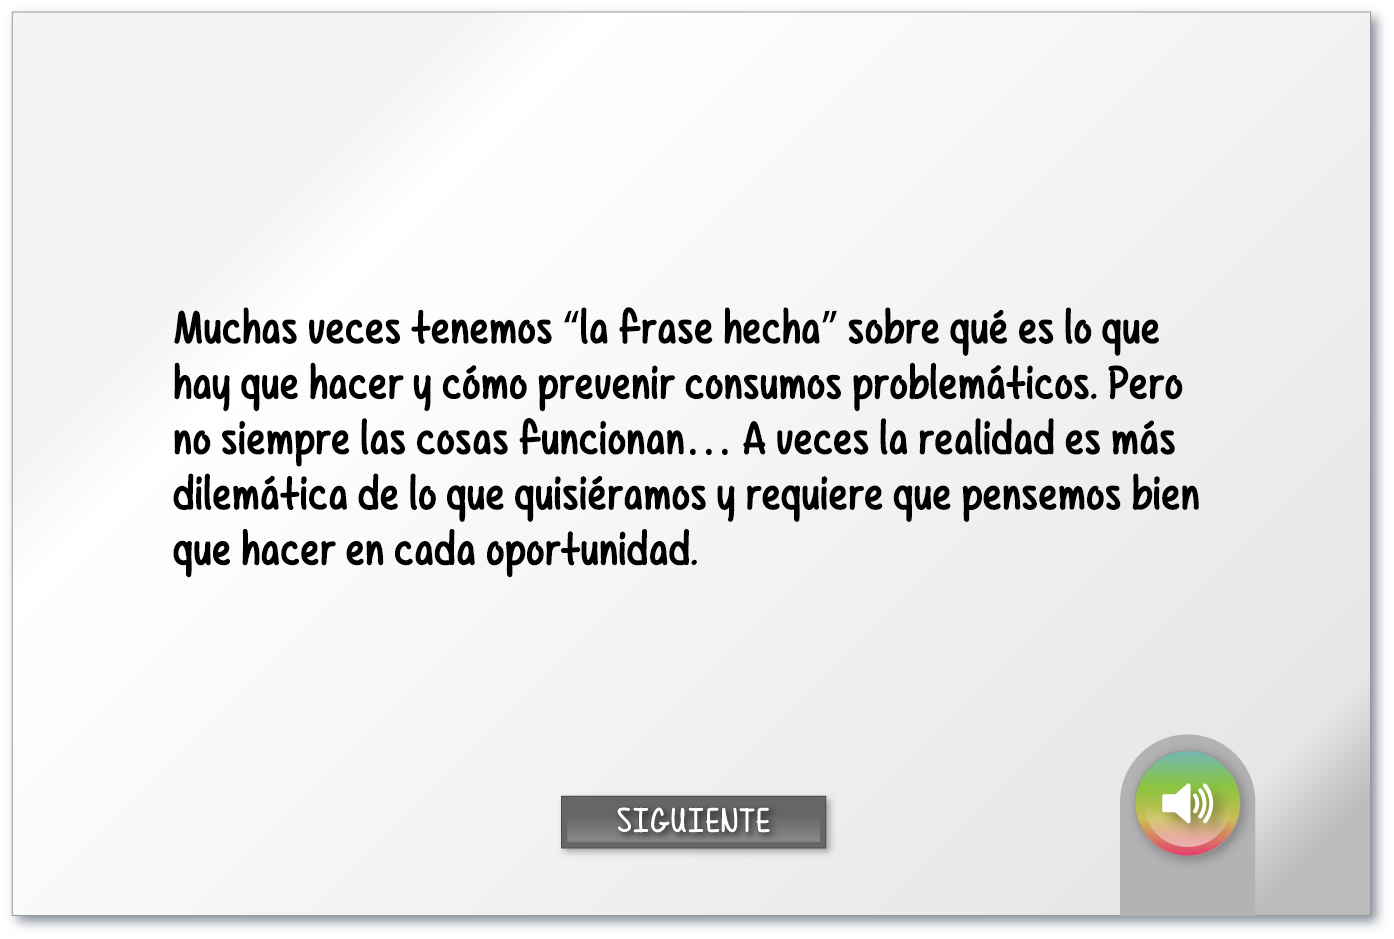 Muchas veces tenemos “la frase hecha” sobre qué es lo que
hay que hacer y cómo prevenir consumos problemáticos. Pero
no siempre las cosas funcionan... A veces la realidad es más
dilemática de lo que quisiéramos y requiere que pensemos bien
que hacer en cada oportunidad.
SIGUIENTE